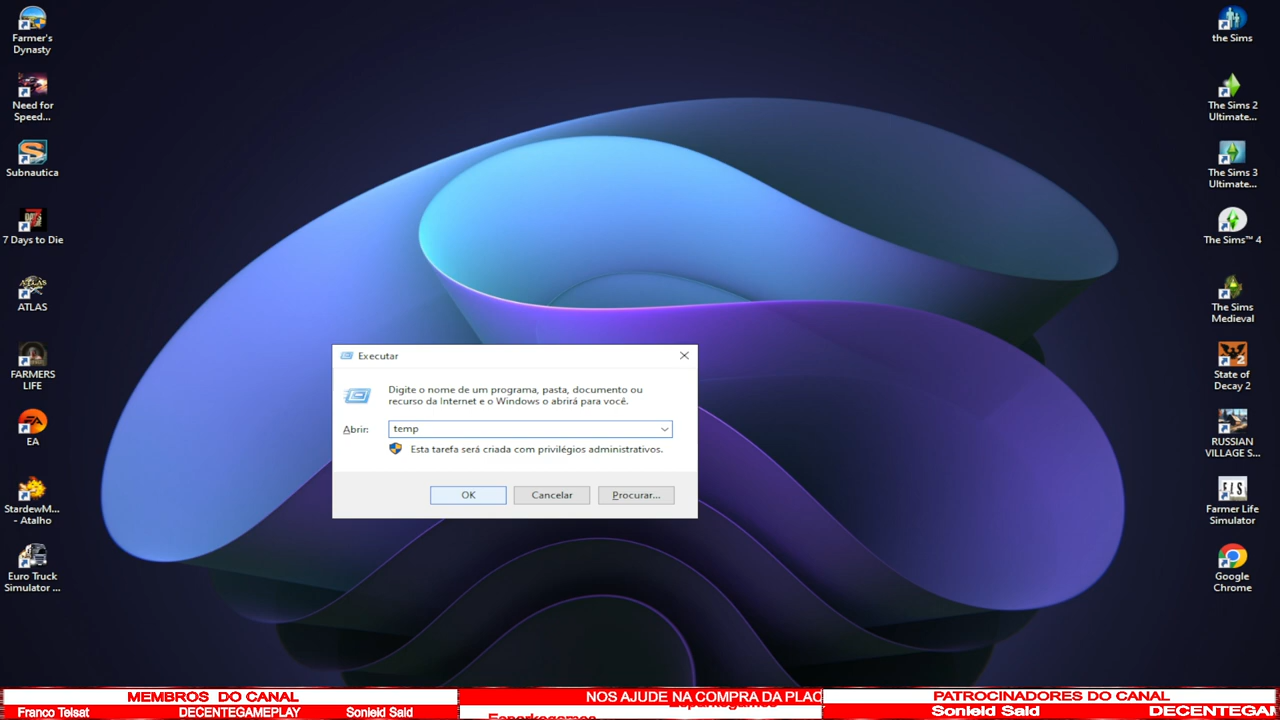 Farmer's
Dynasty
Need for
Speed...
Subnautica
7 Days to Die
ATLAS
FARMERS
LIFE
EA
StardewM...
- Atalho
Euro Truck
Simulator ...
Executar
Digite o nome de um programa, pasta, documento ou
recurso da Internet e o Windows o abrirá para você.
Abrir: temp
Esta tarefa será criada com privilégios administrativos.
OK Cancelar Procurar...
the Sims
The Sims 2
Ultimate...
The Sims 3
Ultimate...
The Sims™ 4
The Sims
Medieval
State of
Decay 2
RUSSIAN
VILLAGE S...
Farmer Life
Simulator
Google
Chrome
MEMBROS DO CANAL
Franco Telsat DECENTEGAMEPLAY Sonield Said
NOS AJUDE NA COMPRA DA PLAC
PATROCINADORES DO CANAL
Sonield Said DECENTEGAM